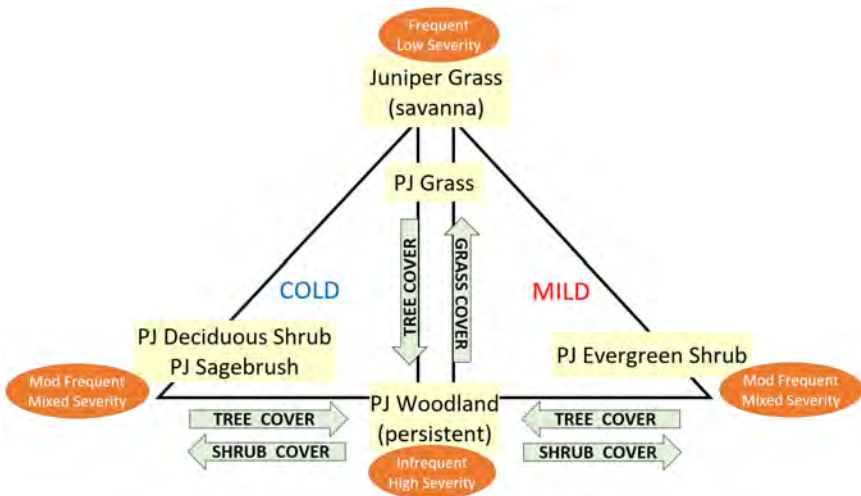 Frequent
Low Severity
Juniper Grass
(savanna)
PJ Grass
TREE COVER
GRASS COVER
COLD
MILD
PJ Deciduous Shrub
PJ Sagebrush
PJ Evergreen Shrub
Mod Frequent
Mixed Severity
Mod Frequent
Mixed Severity
PJ Woodland
(persistent)
TREE COVER
SHRUB COVER
TREE COVER
SHRUB COVER
Infrequent
High Severity